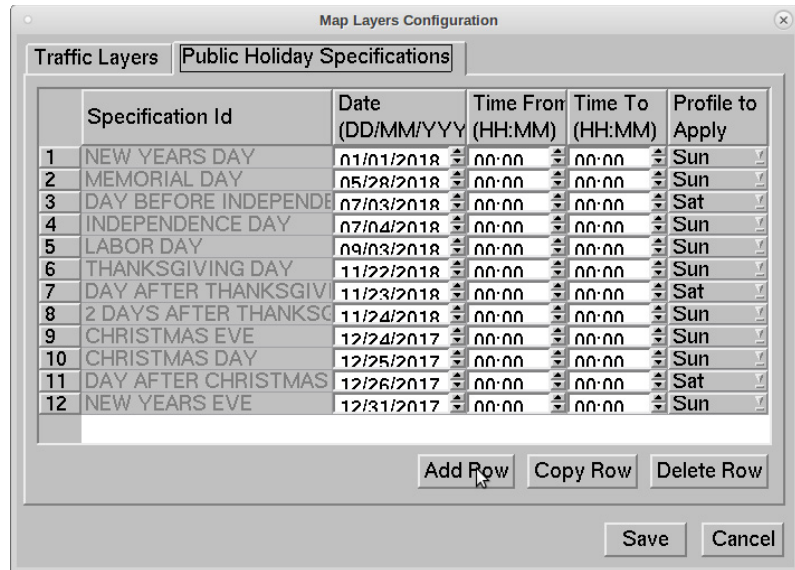 Map Layers Configuration
Traffic Layers Public Holiday Specifications
Specification Id Date (DD/MM/YYY Time From (HH:MM) Time To (HH:MM) Profile to Apply
1 NEW YEARS DAY 01/01/2018 00:00 00:00 Sun
2 MEMORIAL DAY 05/28/2018 00:00 00:00 Sun
3 DAY BEFORE INDEPENDE 07/03/2018 00:00 00:00 Sat
4 INDEPENDENCE DAY 07/04/2018 00:00 00:00 Sun
5 LABOR DAY 09/03/2018 00:00 00:00 Sun
6 THANKSGIVING DAY 11/22/2018 00:00 00:00 Sun
7 DAY AFTER THANKSGIVI 11/23/2018 00:00 00:00 Sat
8 2 DAYS AFTER THANKSG 11/24/2018 00:00 00:00 Sun
9 CHRISTMAS EVE 12/24/2017 00:00 00:00 Sun
10 CHRISTMAS DAY 12/25/2017 00:00 00:00 Sun
11 DAY AFTER CHRISTMAS 12/26/2017 00:00 00:00 Sat
12 NEW YEARS EVE 12/31/2017 00:00 00:00 Sun
Add Row Copy Row Delete Row
Save Cancel